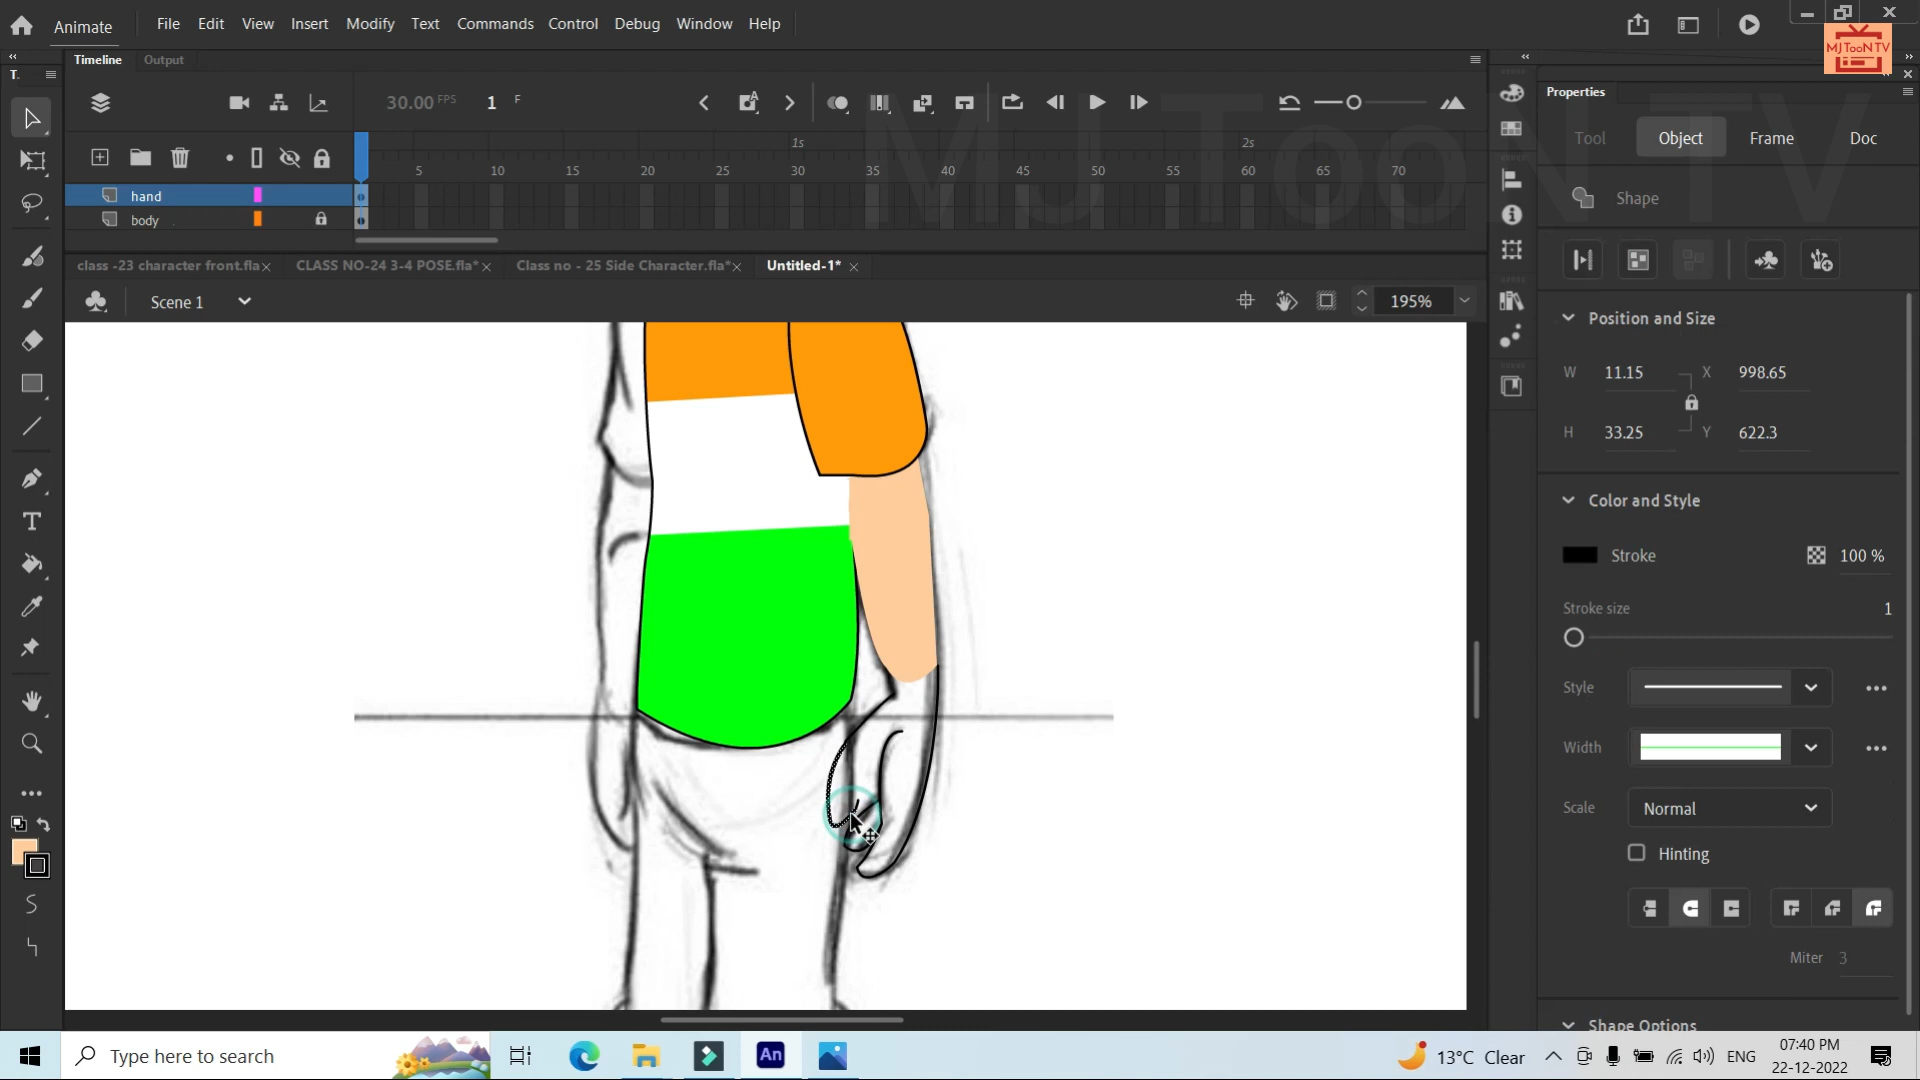 Animate File Edit View Insert Modify Text Commands Control Debug Window Help
MJTooN TV
Timeline Output
T.
Properties
30.00 FPS 1 F
MJ TooN TV
Tool Object Frame Doc
1s 2s
5 10 15 20 25 30 35 40 45 50 55 60 65 70
hand
body
Shape
class -23 character front.fla× CLASS NO-24 3-4 POSE.fla*× Class no - 25 Side Character.fla*× Untitled-1* ×
Scene 1
195%
Position and Size
W 11.15 X 998.65
H 33.25 Y 622.3
Color and Style
Stroke 100 %
Stroke size 1
Style
Width
Scale Normal
Hinting
Miter 3
Shape Options
Type here to search
An
13°C Clear
ENG
07:40 PM
22-12-2022